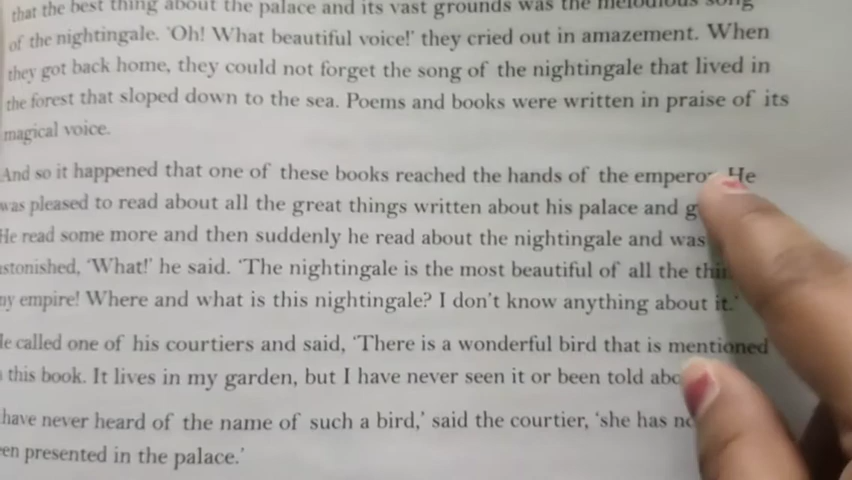 that the best thing about the palace and its vast grounds was the melodious song
of the nightingale. 'Oh! What beautiful voice!' they cried out in amazement. When
they got back home, they could not forget the song of the nightingale that lived in
the forest that sloped down to the sea. Poems and books were written in praise of its
magical voice.
And so it happened that one of these books reached the hands of the emperor. He
was pleased to read about all the great things written about his palace and
He read some more and then suddenly he read about the nightingale and was
astonished, 'What!' he said. 'The nightingale is the most beautiful of all the
my empire! Where and what is this nightingale? I don't know anything about it.'
He called one of his courtiers and said, 'There is a wonderful bird that is mentioned
this book. It lives in my garden, but I have never seen it or been told
have never heard of the name of such a bird,' said the courtier, 'she has
presented in the palace.'